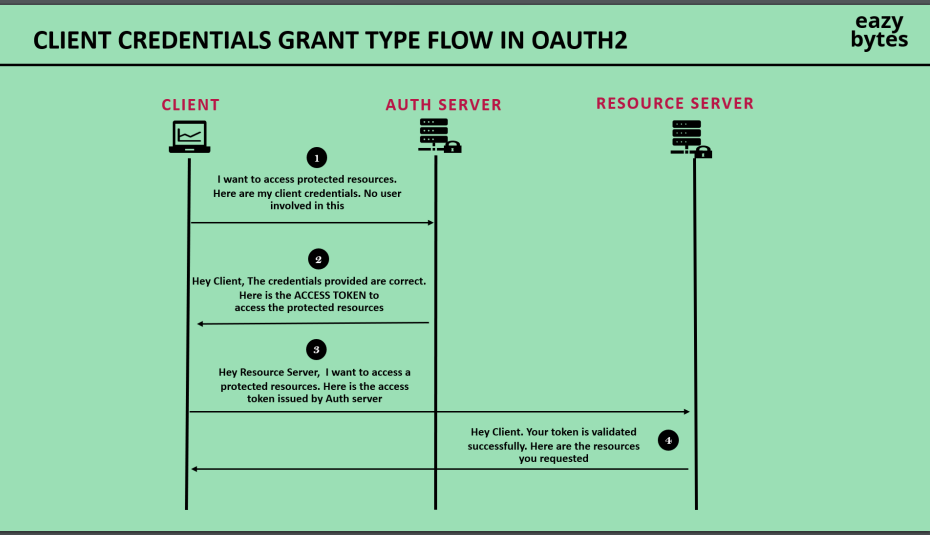 CLIENT CREDENTIALS GRANT TYPE FLOW IN OAUTH2
eazy
bytes
CLIENT
AUTH SERVER
RESOURCE SERVER
1
I want to access protected resources.
Here are my client credentials. No user
involved in this
2
Hey Client, The credentials provided are correct.
Here is the ACCESS TOKEN to
access the protected resources
3
Hey Resource Server, I want to access a
protected resources. Here is the access
token issued by Auth server
Hey Client. Your token is validated
successfully. Here are the resources
you requested
4